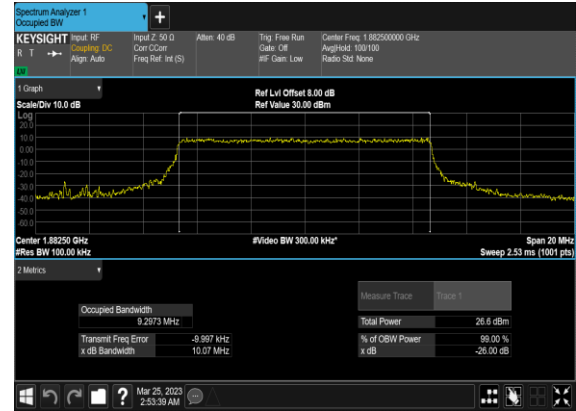 Spectrum Analyzer 1
Occupied BW
KEYSIGHT Input: RF Input Z: 50 Ω Atten: 40 dB Trig: Free Run Center Freq: 1.882500000 GHz
R T Coupling: DC Corr CCorr Gate: Off Avg|Hold: 100/100
Align: Auto Freq Ref: Int (S) #IF Gain: Low Radio Std: None
LV
1 Graph
Ref Lvl Offset 8.00 dB
Scale/Div 10.0 dB Ref Value 30.00 dBm
Log
20.0
10.0
0.00
-10.0
-20.0
-30.0
-40.0
-50.0
-60.0
Center 1.88250 GHz #Video BW 300.00 kHz* Span 20 MHz
#Res BW 100.00 kHz Sweep 2.53 ms (1001 pts)
2 Metrics
Measure Trace Trace 1
Occupied Bandwidth
9.2973 MHz Total Power 26.6 dBm
Transmit Freq Error -9.997 kHz % of OBW Power 99.00 %
x dB Bandwidth 10.07 MHz x dB -26.00 dB
Mar 25, 2023
2:53:39 AM